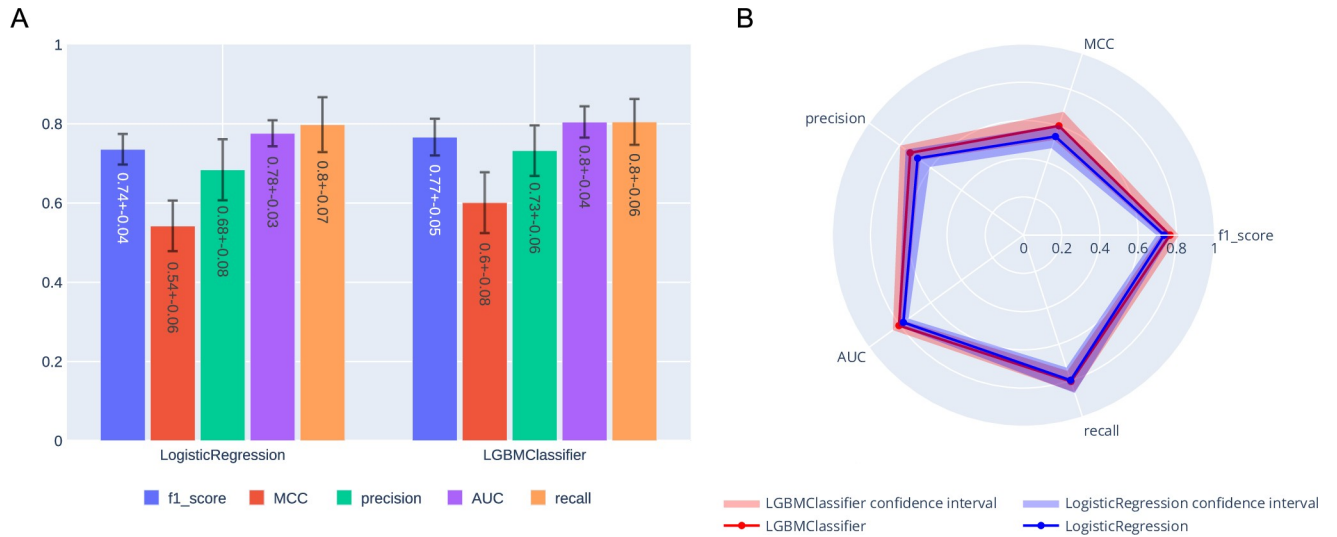 A
1
0.8
0.6
0.4
0.2
0
0.74+-0.04
0.54+-0.06
0.68+-0.08
0.78+-0.03
0.8+-0.07
0.77+-0.05
0.6+-0.08
0.73+-0.06
0.8+-0.04
0.8+-0.06
LogisticRegression
LGBMClassifier
f1_score
MCC
precision
AUC
recall
B
MCC
precision
f1_score
0
0.2
0.4
0.6
0.8
1
AUC
recall
LGBMClassifier confidence interval
LogisticRegression confidence interval
LGBMClassifier
LogisticRegression